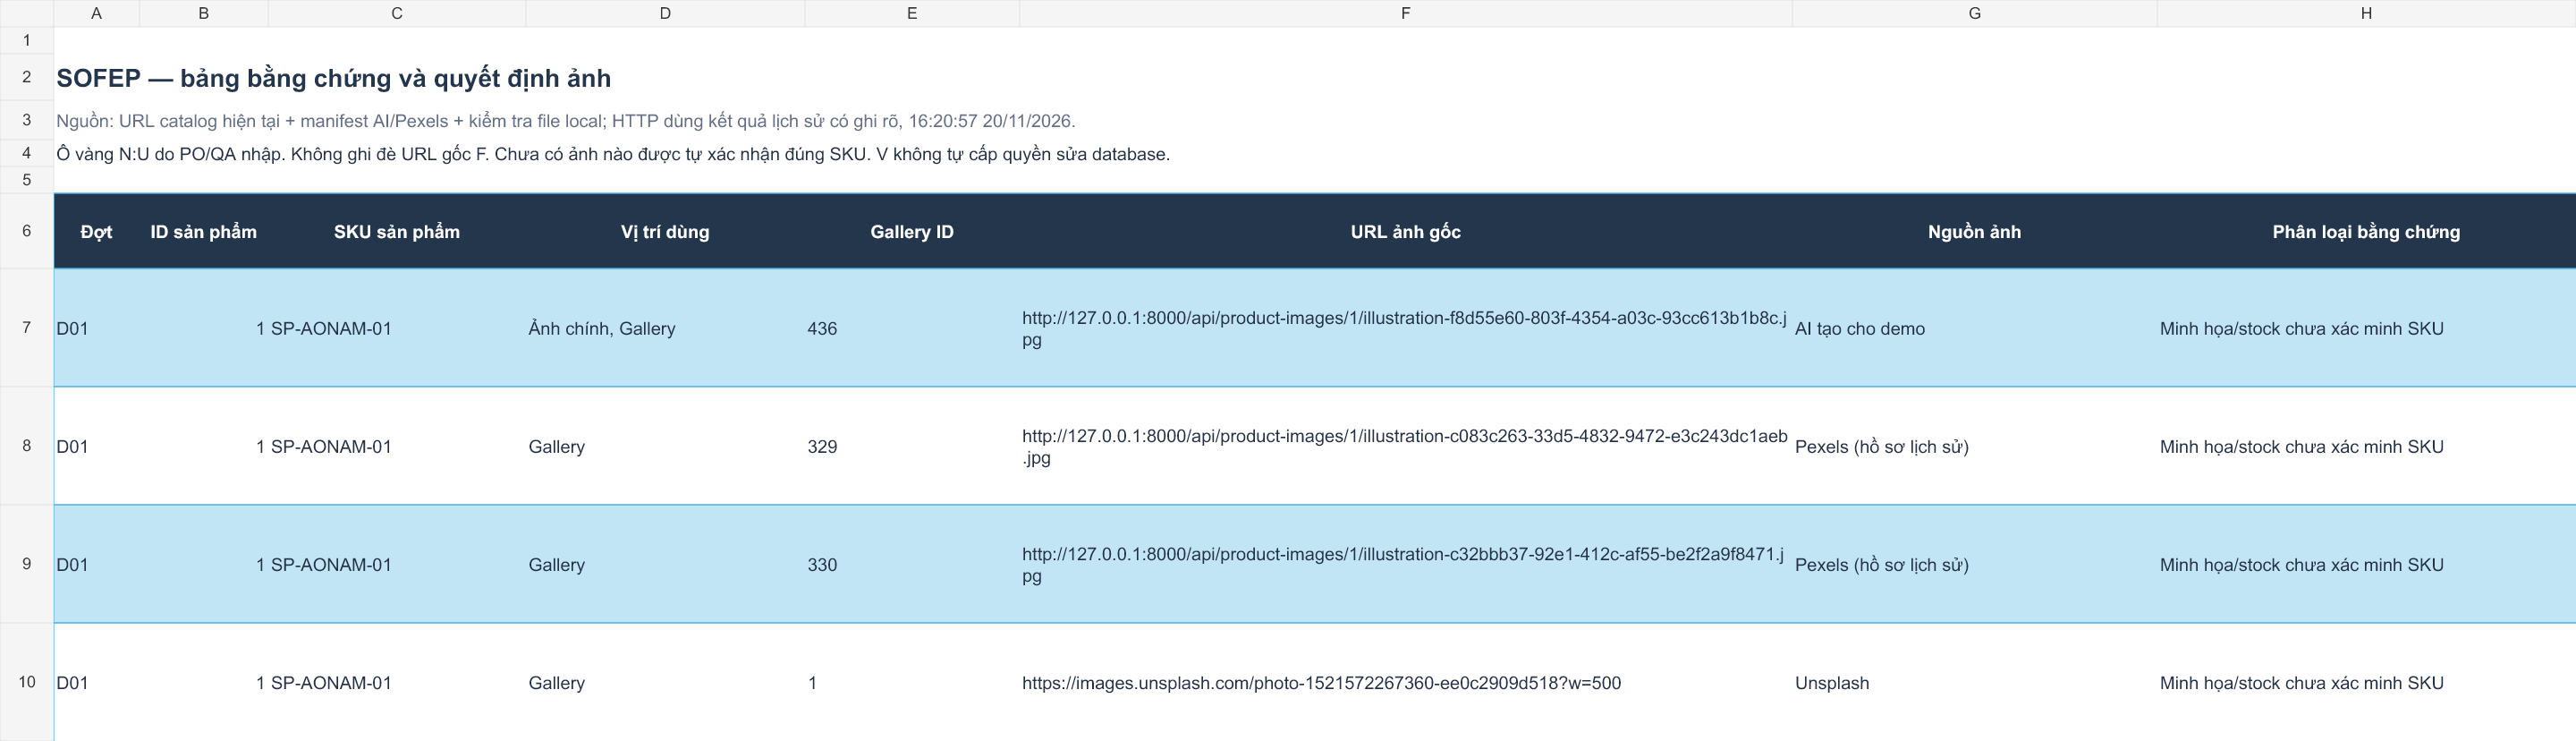 A B C D E F G H
1
2 SOFEP — bảng bằng chứng và quyết định ảnh
3 Nguồn: URL catalog hiện tại + manifest AI/Pexels + kiểm tra file local; HTTP dùng kết quả lịch sử có ghi rõ, 16:20:57 20/11/2026.
4 Ô vàng N:U do PO/QA nhập. Không ghi đè URL gốc F. Chưa có ảnh nào được tự xác nhận đúng SKU. V không tự cấp quyền sửa database.
5
6 Đợt ID sản phẩm SKU sản phẩm Vị trí dùng Gallery ID URL ảnh gốc Nguồn ảnh Phân loại bằng chứng
7 D01 1 SP-AONAM-01 Ảnh chính, Gallery 436 http://127.0.0.1:8000/api/product-images/1/illustration-f8d55e60-803f-4354-a03c-93cc613b1b8c.j AI tạo cho demo Minh họa/stock chưa xác minh SKU
pg
8 D01 1 SP-AONAM-01 Gallery 329 http://127.0.0.1:8000/api/product-images/1/illustration-c083c263-33d5-4832-9472-e3c243dc1aeb Pexels (hồ sơ lịch sử) Minh họa/stock chưa xác minh SKU
.jpg
9 D01 1 SP-AONAM-01 Gallery 330 http://127.0.0.1:8000/api/product-images/1/illustration-c32bbb37-92e1-412c-af55-be2f2a9f8471.j Pexels (hồ sơ lịch sử) Minh họa/stock chưa xác minh SKU
pg
10 D01 1 SP-AONAM-01 Gallery 1 https://images.unsplash.com/photo-1521572267360-ee0c2909d518?w=500 Unsplash Minh họa/stock chưa xác minh SKU